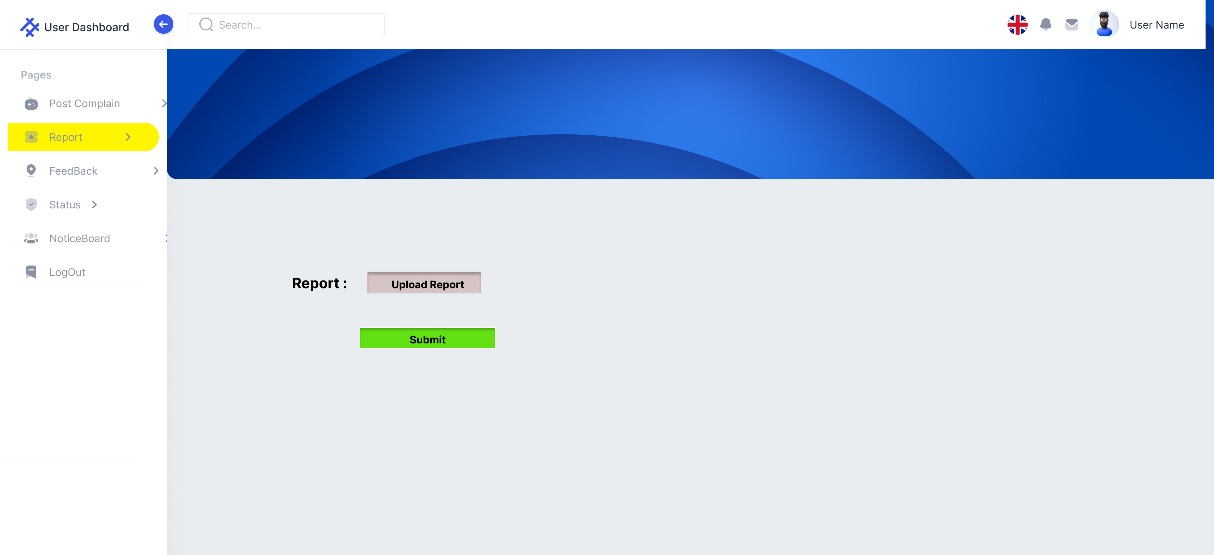 User Dashboard
Search...
User Name
Pages
Post Complain
Report
FeedBack
Status
NoticeBoard
LogOut
Report :
Upload Report
Submit